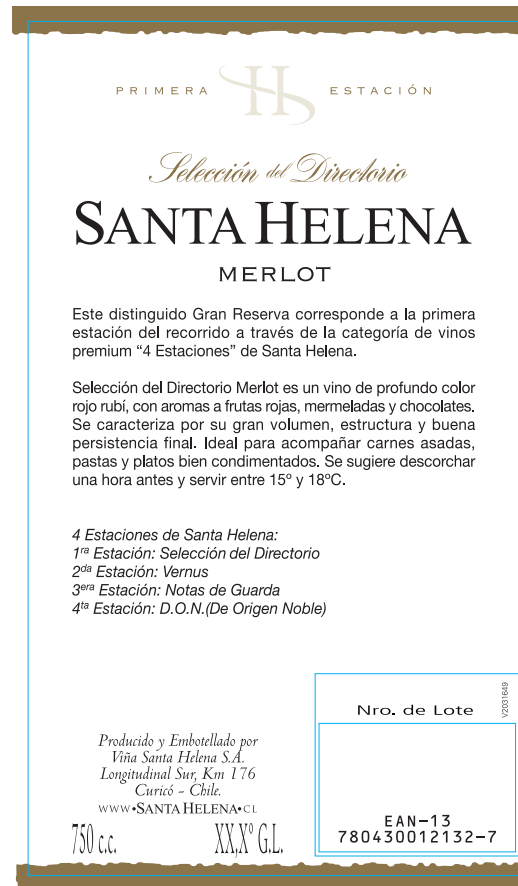 PRIMERA H ESTACIÓN
Selección del Directorio
SANTA HELENA
MERLOT
Este distinguido Gran Reserva corresponde a la primera
estación del recorrido a través de la categoría de vinos
premium “4 Estaciones” de Santa Helena.
Selección del Directorio Merlot es un vino de profundo color
rojo rubí, con aromas a frutas rojas, mermeladas y chocolates.
Se caracteriza por su gran volumen, estructura y buena
persistencia final. Ideal para acompañar carnes asadas,
pastas y platos bien condimentados. Se sugiere descorchar
una hora antes y servir entre 15º y 18ºC.
4 Estaciones de Santa Helena:
1ra Estación: Selección del Directorio
2da Estación: Vernus
3era Estación: Notas de Guarda
4ta Estación: D.O.N.(De Origen Noble)
Producido y Embotellado por
Viña Santa Helena S.A.
Longitudinal Sur, Km 176
Curicó - Chile.
WWW•SANTA HELENA•CL
750 c.c. XX,Xº G.L.
V2031649
Nro. de Lote
EAN-13
780430012132-7